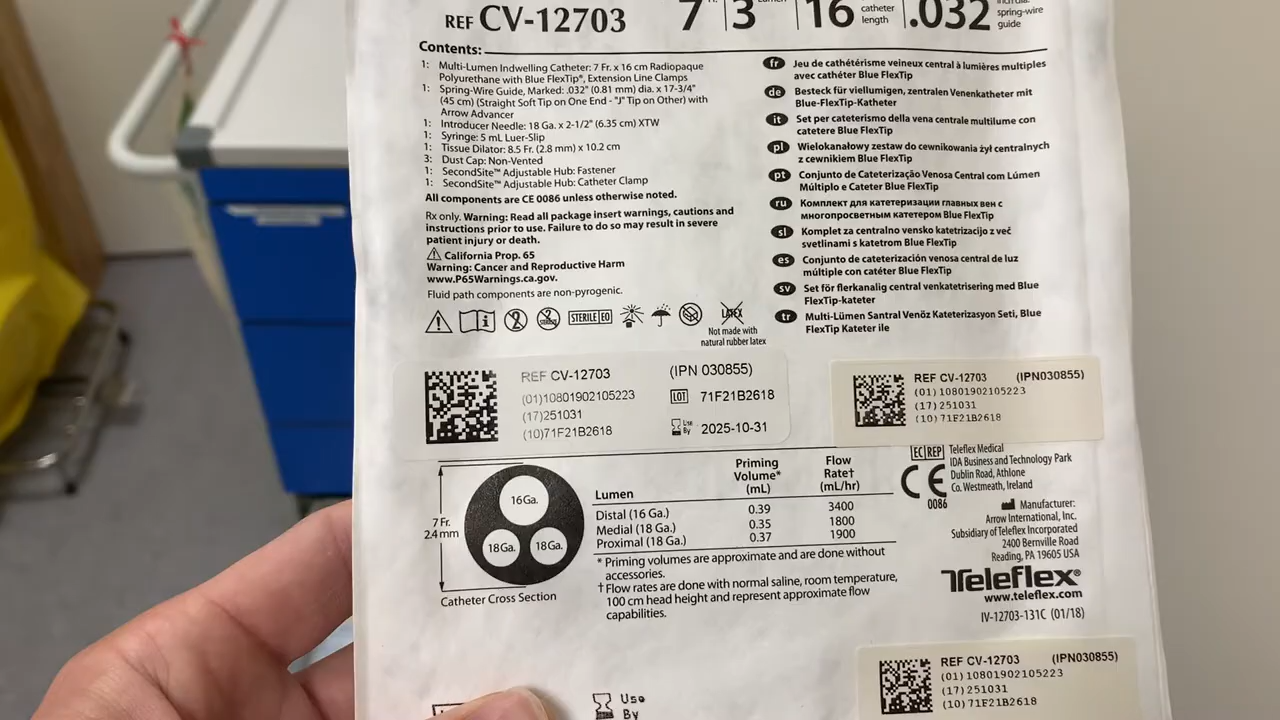 REF CV-12703 7 Fr. 3 Lumen 16 cm catheter length .032 inch dia. spring-wire guide
Contents:
1: Multi-Lumen Indwelling Catheter: 7 Fr. x 16 cm Radiopaque
Polyurethane with Blue FlexTip®, Extension Line Clamps
1: Spring-Wire Guide, Marked: .032" (0.81 mm) dia. x 17-3/4"
(45 cm) (Straight Soft Tip on One End - "J" Tip on Other) with
Arrow Advancer
1: Introducer Needle: 18 Ga. x 2-1/2" (6.35 cm) XTW
1: Syringe: 5 mL Luer-Slip
1: Tissue Dilator: 8.5 Fr. (2.8 mm) x 10.2 cm
3: Dust Cap: Non-Vented
1: SecondSite™ Adjustable Hub: Fastener
1: SecondSite™ Adjustable Hub: Catheter Clamp
All components are CE 0086 unless otherwise noted.
Rx only. Warning: Read all package insert warnings, cautions and
instructions prior to use. Failure to do so may result in severe
patient injury or death.
California Prop. 65
Warning: Cancer and Reproductive Harm
www.P65Warnings.ca.gov.
Fluid path components are non-pyrogenic.
STERILE EO
LATEX
Not made with
natural rubber latex
fr Jeu de cathétérisme veineux central à lumières multiples
avec cathéter Blue FlexTip
de Besteck für viellumigen, zentralen Venenkatheter mit
Blue-FlexTip-Katheter
it Set per cateterismo della vena centrale multilume con
catetere Blue FlexTip
pl Wielokanałowy zestaw do cewnikowania żył centralnych
z cewnikiem Blue FlexTip
pt Conjunto de Cateterização Venosa Central com Lúmen
Múltiplo e Cateter Blue FlexTip
ru Комплект для катетеризации главных вен с
многопросветным катетером Blue FlexTip
sl Komplet za centralno vensko katetrizacijo z več
svetlinami s katetrom Blue FlexTip
es Conjunto de cateterización venosa central de luz
múltiple con catéter Blue FlexTip
sv Set för flerkanalig central venkatetrisering med Blue
FlexTip-kateter
tr Multi-Lümen Santral Venöz Kateterizasyon Seti, Blue
FlexTip Kateter ile
REF CV-12703 (IPN 030855)
(01)10801902105223 LOT 71F21B2618
(17)251031
(10)71F21B2618 Use By 2025-10-31
REF CV-12703 (IPN030855)
(01) 10801902105223
(17) 251031
(10) 71F21B2618
7 Fr.
2.4 mm
16 Ga.
18 Ga. 18 Ga.
Catheter Cross Section
Lumen Priming Volume* (mL) Flow Rate† (mL/hr)
Distal (16 Ga.) 0.39 3400
Medial (18 Ga.) 0.35 1800
Proximal (18 Ga.) 0.37 1900
* Priming volumes are approximate and are done without
accessories.
† Flow rates are done with normal saline, room temperature,
100 cm head height and represent approximate flow
capabilities.
EC REP Teleflex Medical
IDA Business and Technology Park
Dublin Road, Athlone
Co. Westmeath, Ireland
CE
0086
Manufacturer:
Arrow International, Inc.
Subsidiary of Teleflex Incorporated
2400 Bernville Road
Reading, PA 19605 USA
Teleflex®
www.teleflex.com
IV-12703-131C (01/18)
REF CV-12703 (IPN030855)
(01) 10801902105223
(17) 251031
(10) 71F21B2618
Use
By